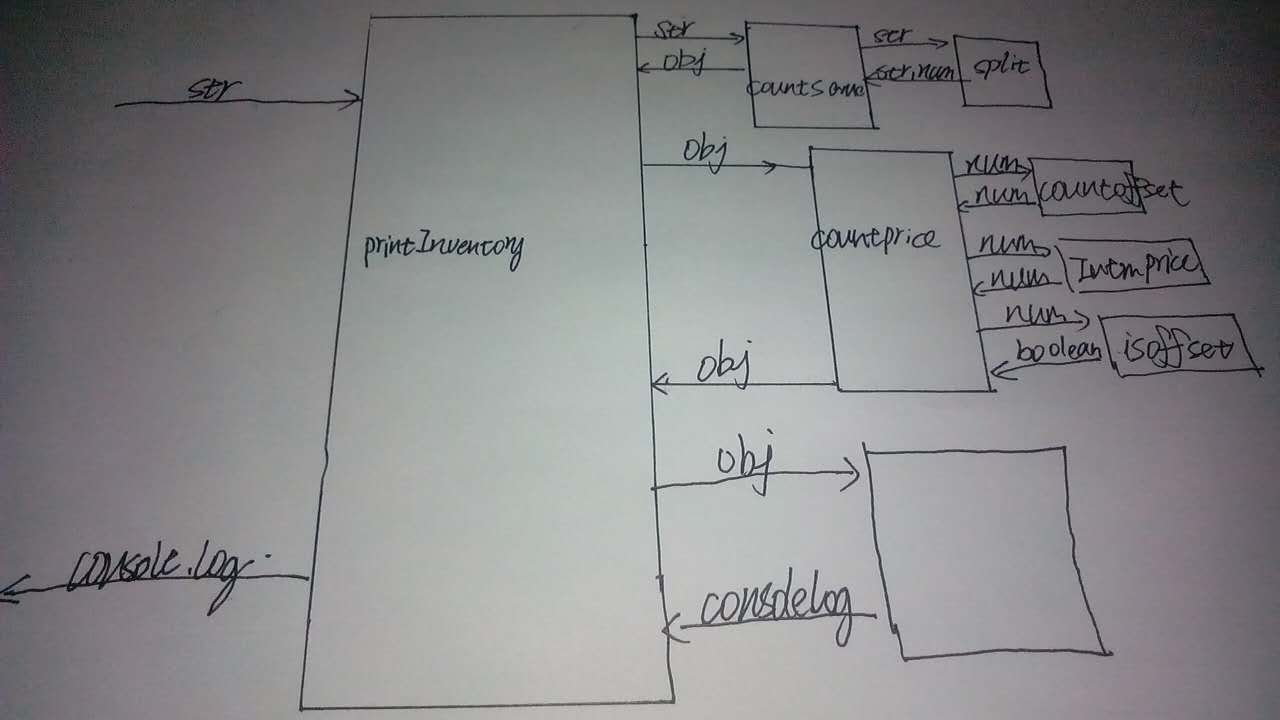 str
printInventory
console.log
str
obj
countSame
str
str,num
split
obj
countprice
num
num
countoffset
num
num
num
boolean
isoffset
obj
obj
consolelog